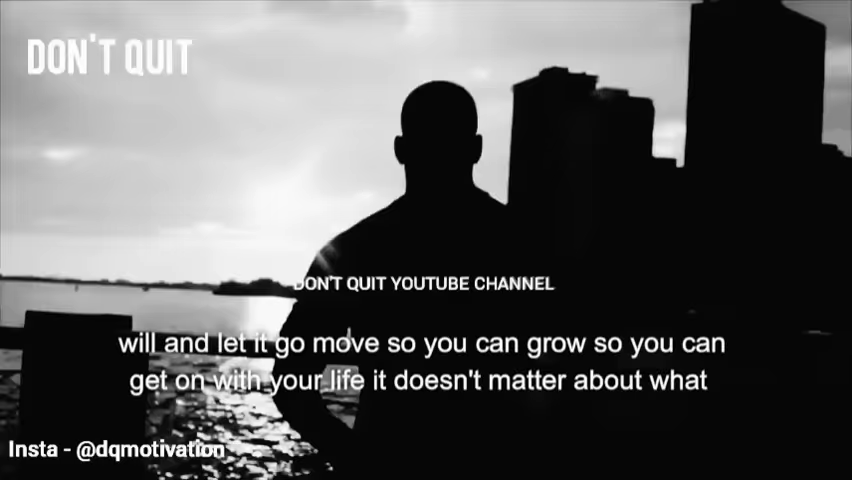 DON'T QUIT
DON'T QUIT YOUTUBE CHANNEL
will and let it go move so you can grow so you can
get on with your life it doesn't matter about what
Insta - @dqmotivation